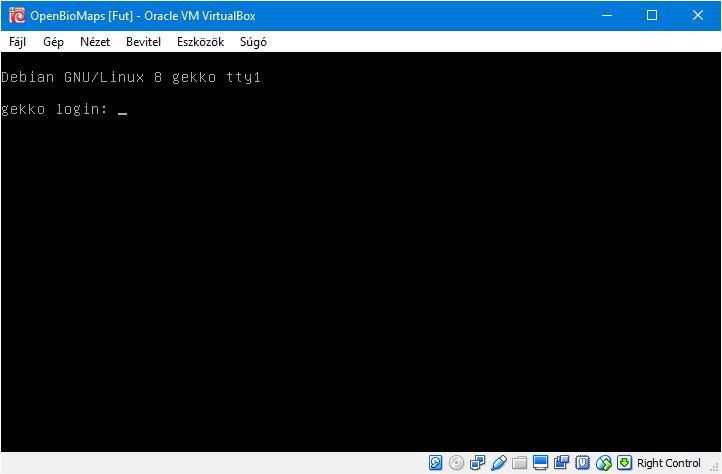 OpenBioMaps [Fut] - Oracle VM VirtualBox
Fájl Gép Nézet Bevitel Eszközök Súgó
Debian GNU/Linux 8 gekko tty1
gekko login: _
Right Control